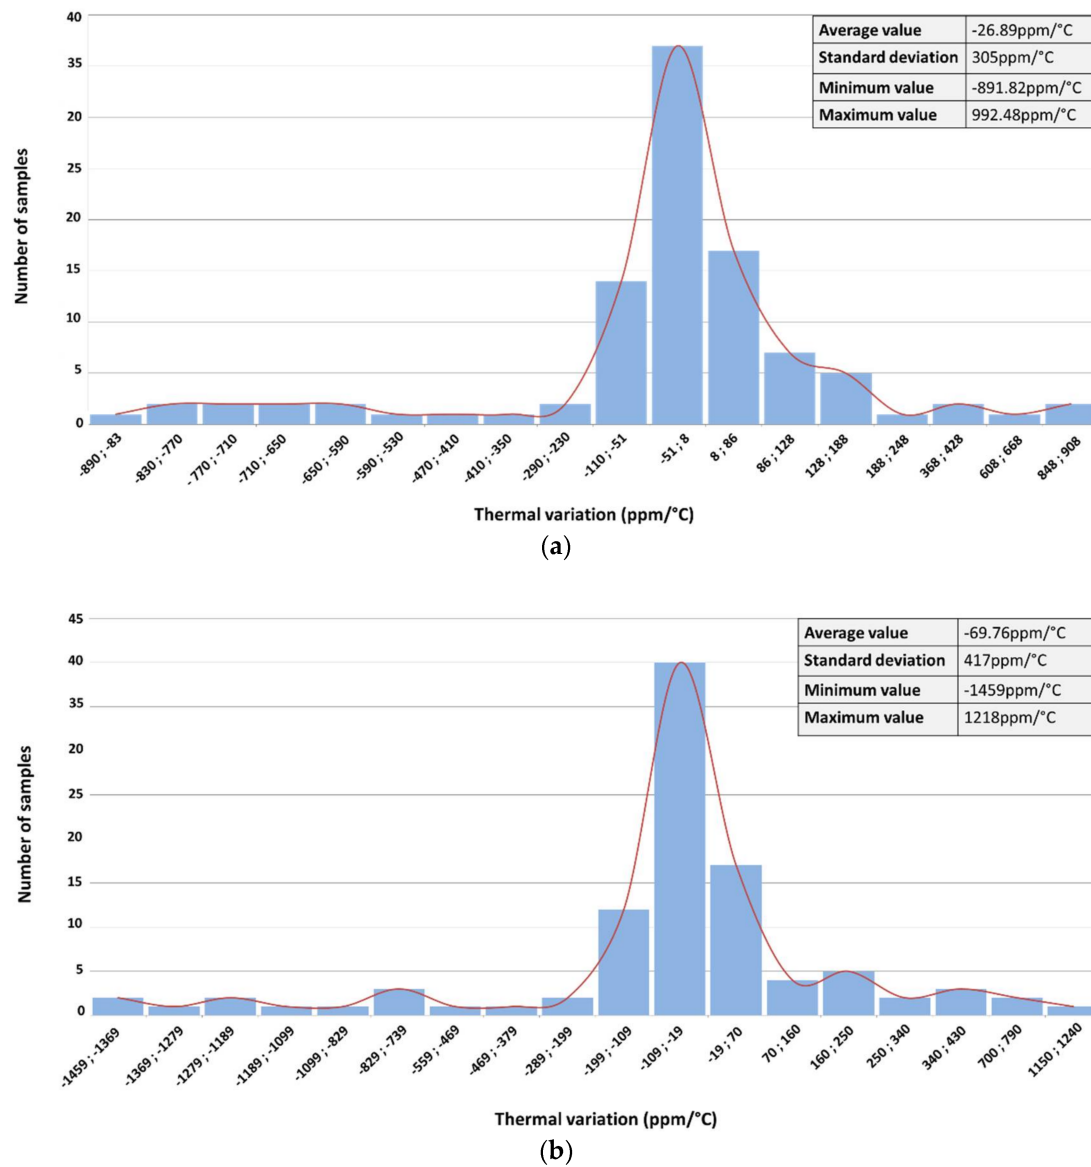 40
35
20
25
20
15
10
5
0
Number of samples
Average value -26.89ppm/°C
Standard deviation 305ppm/°C
Minimum value -891.82ppm/°C
Maximum value 992.48ppm/°C
-890 ; -83
-830 ; -770
-770 ; -710
-710 ; -650
-650 ; -590
-590 ; -530
-470 ; -410
-410 ; -350
-290 ; -230
-110 ; -51
-51 ; 8
8 ; 86
86 ; 128
128 ; 188
188 ; 248
368 ; 428
608 ; 668
848 ; 908
Thermal variation (ppm/°C)
(a)
45
40
35
20
25
20
15
10
5
0
Number of samples
Average value -69.76ppm/°C
Standard deviation 417ppm/°C
Minimum value -1459ppm/°C
Maximum value 1218ppm/°C
-1459 ; -1369
-1369 ; -1279
-1279 ; -1189
-1189 ; -1099
-1099 ; -829
-829 ; -739
-559 ; -469
-469 ; -379
-289 ; -199
-199 ; -109
-109 ; -19
-19 ; 70
70 ; 160
160 ; 290
250 ; 340
340 ; 430
700 ; 790
1150 ; 1240
Thermal variation (ppm/°C)
(b)